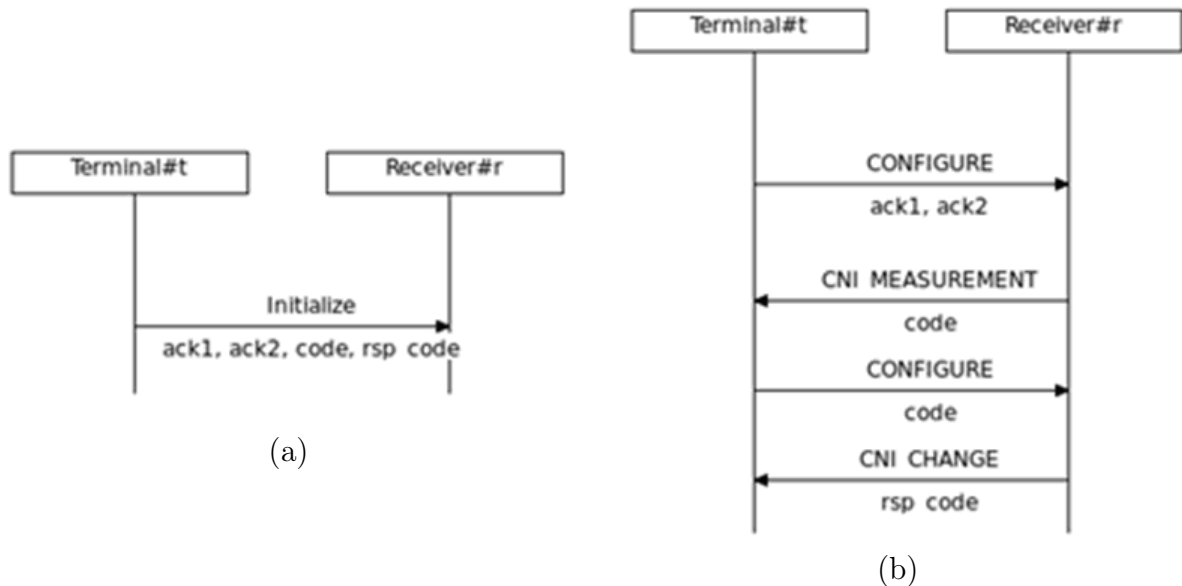 Terminal#t
Receiver#r
Initialize
ack1, ack2, code, rsp code
(a)
Terminal#t
Receiver#r
CONFIGURE
ack1, ack2
CNI MEASUREMENT
code
CONFIGURE
code
CNI CHANGE
rsp code
(b)